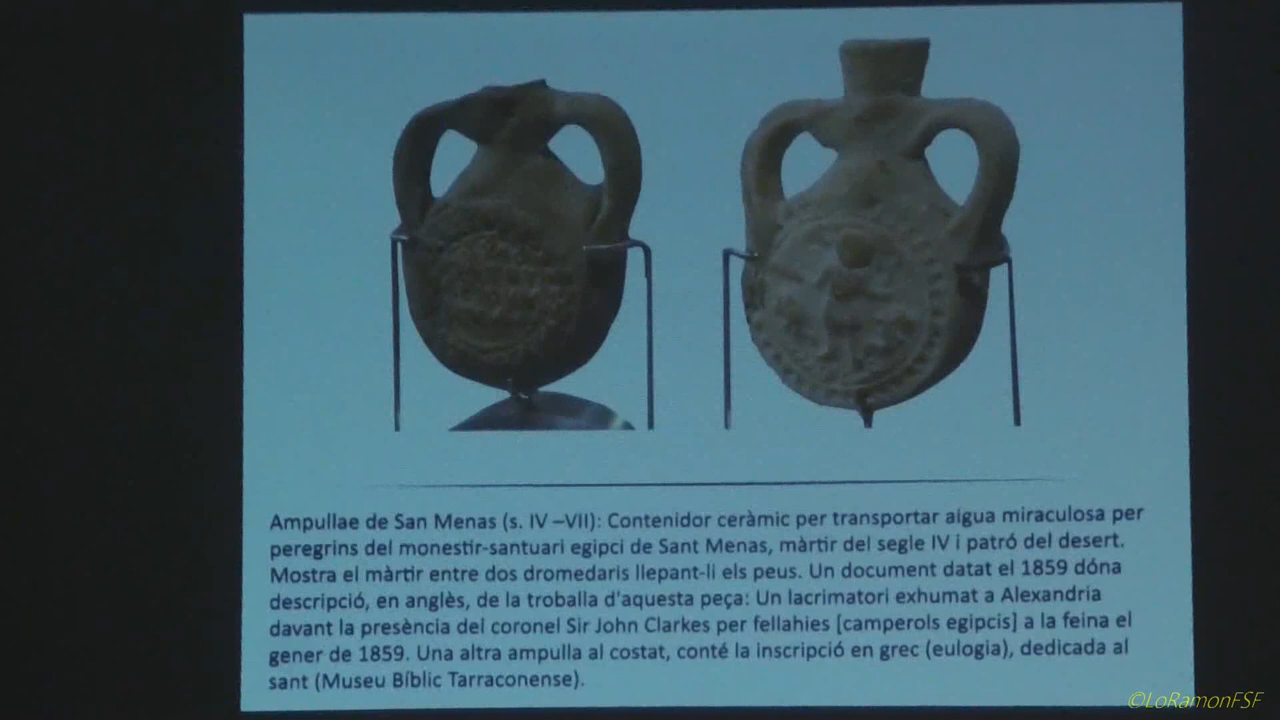 Ampullae de San Menas (s. IV –VII): Contenidor ceràmic per transportar aigua miraculosa per
peregrins del monestir-santuari egipci de Sant Menas, màrtir del segle IV i patró del desert.
Mostra el màrtir entre dos dromedaris llepant-li els peus. Un document datat el 1859 dóna
descripció, en anglès, de la troballa d'aquesta peça: Un lacrimatori exhumat a Alexandria
davant la presència del coronel Sir John Clarkes per fellahies [camperols egipcis] a la feina el
gener de 1859. Una altra ampulla al costat, conté la inscripció en grec (eulogia), dedicada al
sant (Museu Bíblic Tarraconense).
©LoRamonFSF